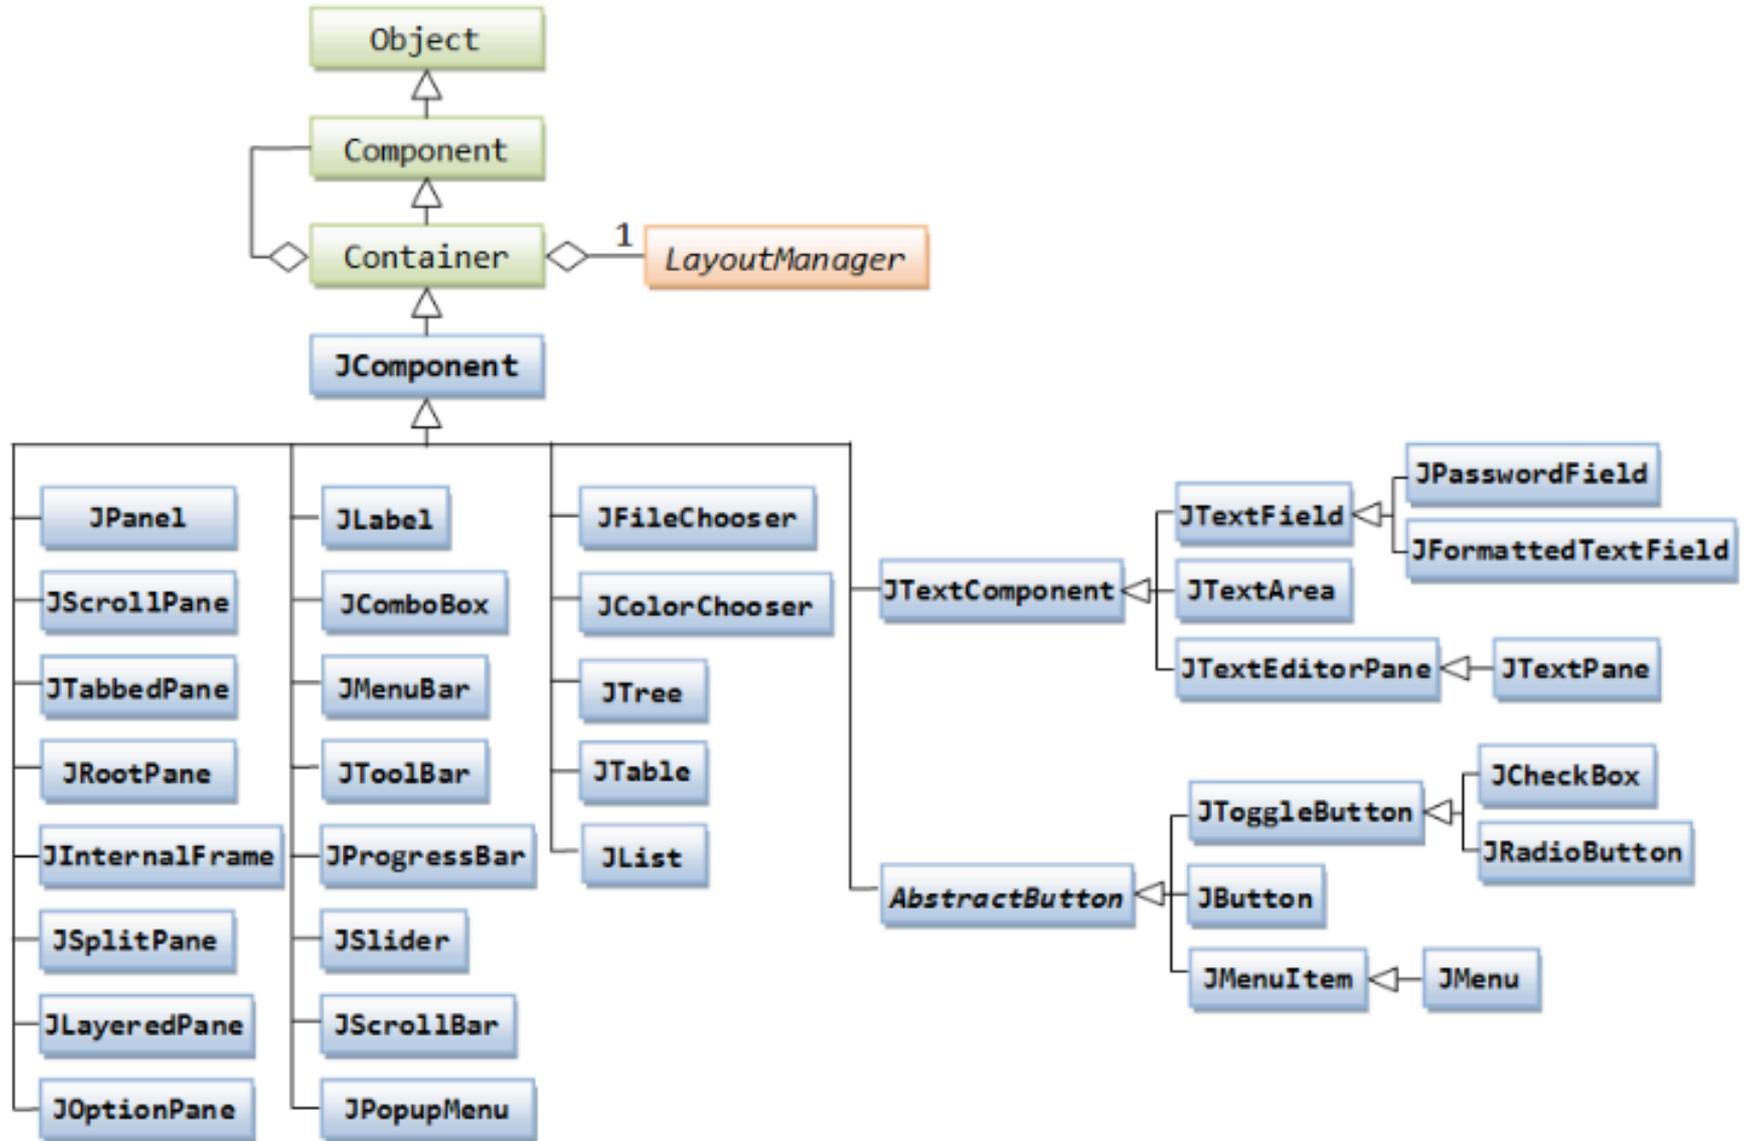 Object
Component
Container
1
LayoutManager
JComponent
JPanel
JScrollPane
JTabbedPane
JRootPane
JInternalFrame
JSplitPane
JLayeredPane
JOptionPane
JLabel
JComboBox
JMenuBar
JToolBar
JProgressBar
JSlider
JScrollBar
JPopupMenu
JFileChooser
JColorChooser
JTree
JTable
JList
JTextComponent
JTextField
JPasswordField
JFormattedTextField
JTextArea
JTextEditorPane
JTextPane
AbstractButton
JToggleButton
JCheckBox
JRadioButton
JButton
JMenuItem
JMenu